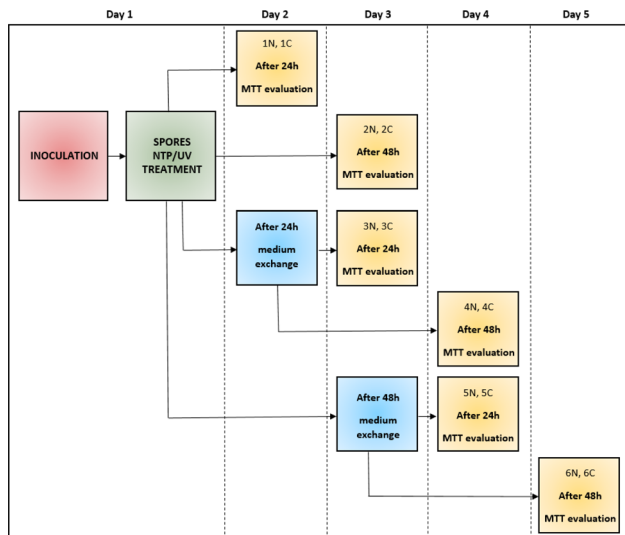 Day 1
Day 2
Day 3
Day 4
Day 5
1N, 1C
After 24h
MTT evaluation
INOCULATION
SPORES
NTP/UV
TREATMENT
2N, 2C
After 48h
MTT evaluation
After 24h
medium
exchange
3N, 3C
After 24h
MTT evaluation
4N, 4C
After 48h
MTT evaluation
After 48h
medium
exchange
5N, 5C
After 24h
MTT evaluation
6N, 6C
After 48h
MTT evaluation